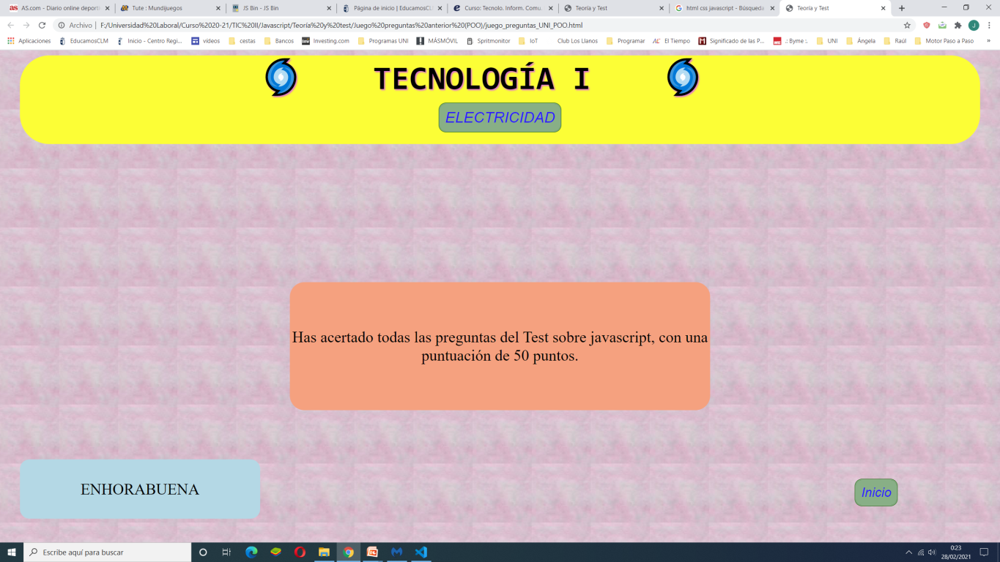 AS.com - Diario online deporti
Tute : Mundijuegos
JS Bin - JS Bin
Página de inicio | EducamosCLM
Curso: Tecnolo. Inform. Comu.
Teoría y Test
html css javascript - Búsqueda
Teoría y Test
Archivo | F:/Universidad%20Laboral/Curso%2020-21/TIC%20II/Javascript/Teoría%20y%20test/Juego%20preguntas%20anterior%20(POO)/juego_preguntas_UNI_POO.html
Aplicaciones EducamosCLM Inicio - Centro Regi... videos cestas Bancos Investing.com Programas UNI MÁSMÓVIL Spritmonitor IoT Club Los Llanos Programar El Tiempo Significado de las P... .: Byme :. UNI Ángela Raúl Motor Paso a Paso »
TECNOLOGÍA I
ELECTRICIDAD
Has acertado todas las preguntas del Test sobre javascript, con una
puntuación de 50 puntos.
ENHORABUENA
Inicio
Escribe aquí para buscar
0:23
28/02/2021